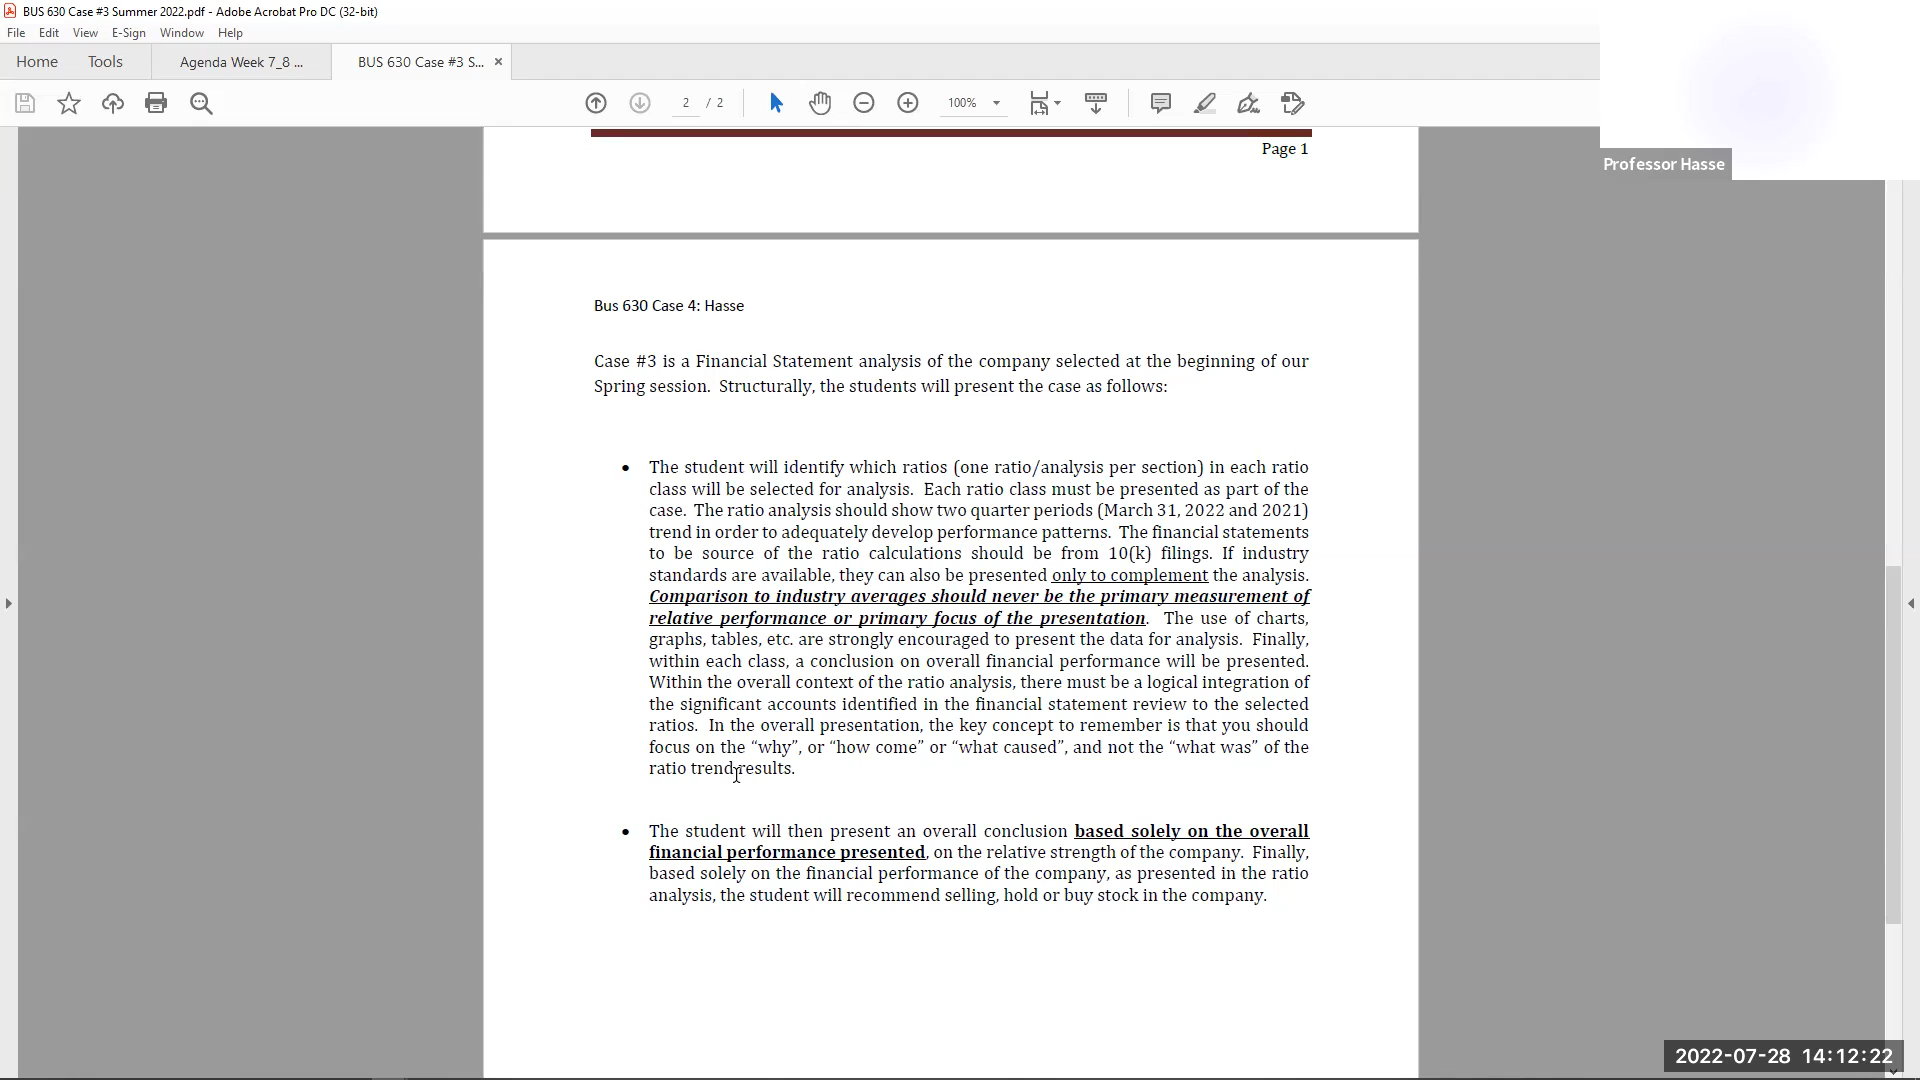 BUS 630 Case #3 Summer 2022.pdf - Adobe Acrobat Pro DC (32-bit)
File Edit View E-Sign Window Help
Home Tools Agenda Week 7_8 ... BUS 630 Case #3 S... ×
2 / 2 100%
Page 1
Professor Hasse
Bus 630 Case 4: Hasse
Case #3 is a Financial Statement analysis of the company selected at the beginning of our
Spring session. Structurally, the students will present the case as follows:
• The student will identify which ratios (one ratio/analysis per section) in each ratio
class will be selected for analysis. Each ratio class must be presented as part of the
case. The ratio analysis should show two quarter periods (March 31, 2022 and 2021)
trend in order to adequately develop performance patterns. The financial statements
to be source of the ratio calculations should be from 10(k) filings. If industry
standards are available, they can also be presented only to complement the analysis.
Comparison to industry averages should never be the primary measurement of
relative performance or primary focus of the presentation. The use of charts,
graphs, tables, etc. are strongly encouraged to present the data for analysis. Finally,
within each class, a conclusion on overall financial performance will be presented.
Within the overall context of the ratio analysis, there must be a logical integration of
the significant accounts identified in the financial statement review to the selected
ratios. In the overall presentation, the key concept to remember is that you should
focus on the “why”, or “how come” or “what caused”, and not the “what was” of the
ratio trend results.
• The student will then present an overall conclusion based solely on the overall
financial performance presented, on the relative strength of the company. Finally,
based solely on the financial performance of the company, as presented in the ratio
analysis, the student will recommend selling, hold or buy stock in the company.
2022-07-28 14:12:22